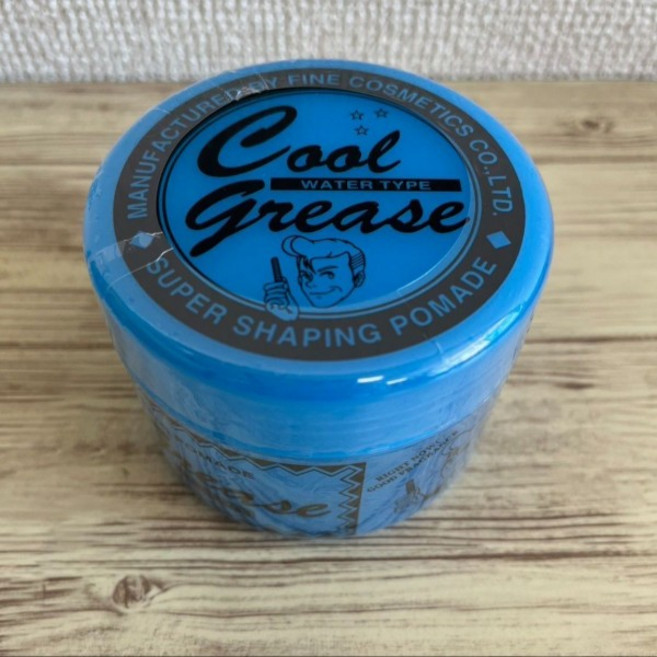 MANUFACTURED BY FINE COSMETICS CO.,LTD.
Cool
WATER TYPE
Grease
SUPER SHAPING POMADE